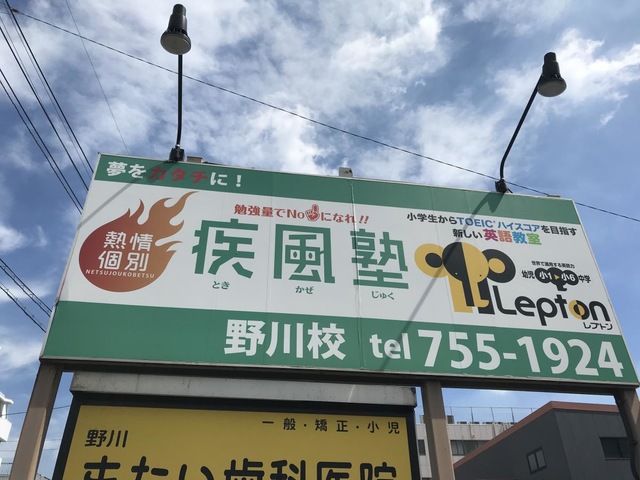 夢をカタチに!
熱情
個別
NETSUJOUKOBETSU
勉強量でNo.1になれ!!
疾風塾
とき かぜ じゅく
小学生からTOEIC®ハイスコアを目指す
新しい英語教室
世界で通用する英語力
幼児 小1▶小6 中学
Lepton
レプトン
野川校 tel 755-1924
一般・矯正・小児
野川
またい歯科医院